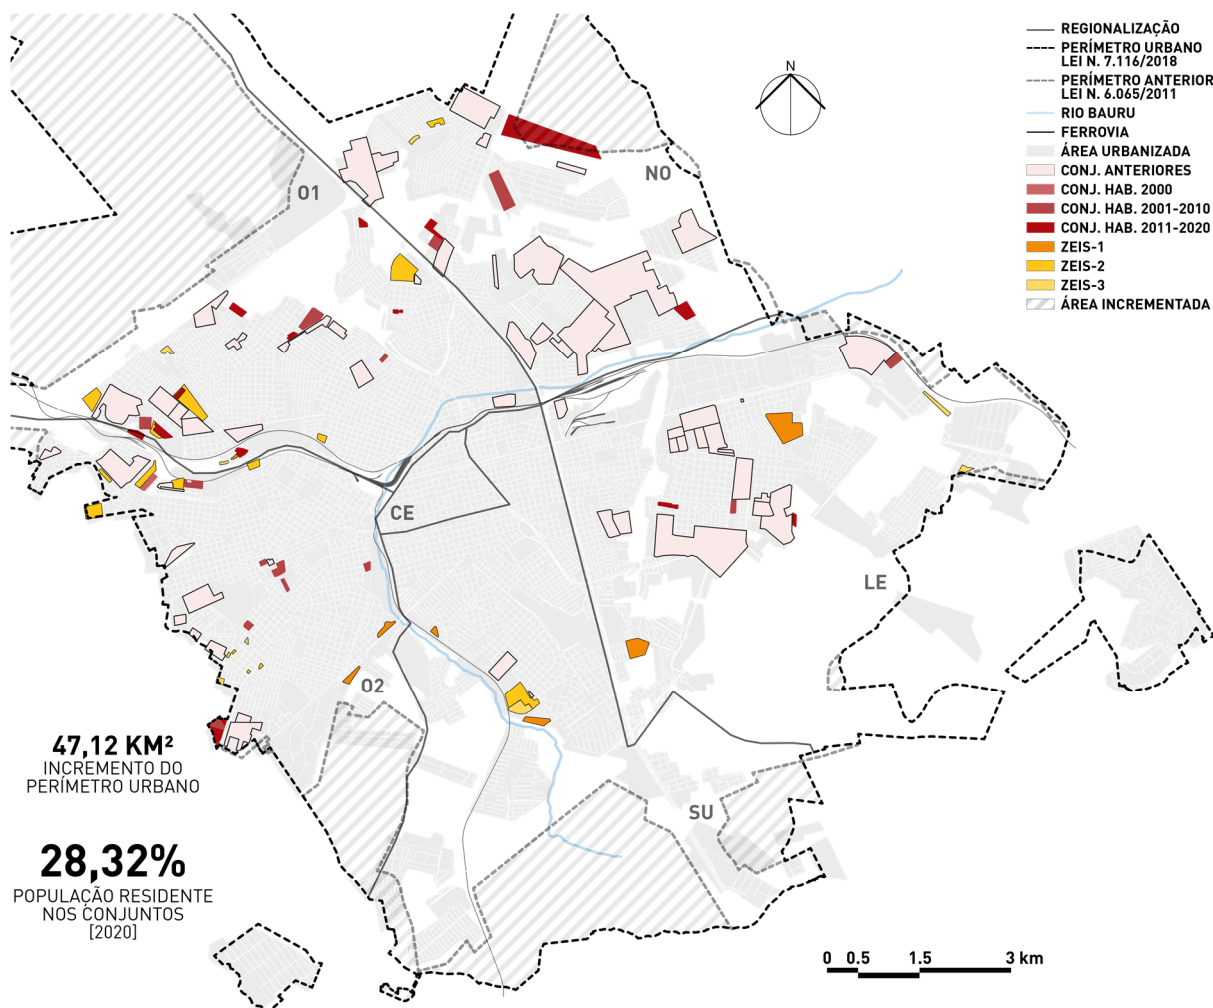 N
REGIONALIZAÇÃO
PERÍMETRO URBANO
LEI N. 7.116/2018
PERÍMETRO ANTERIOR
LEI N. 6.065/2011
RIO BAURU
FERROVIA
ÁREA URBANIZADA
CONJ. ANTERIORES
CONJ. HAB. 2000
CONJ. HAB. 2001-2010
CONJ. HAB. 2011-2020
ZEIS-1
ZEIS-2
ZEIS-3
ÁREA INCREMENTADA
NO
O1
CE
LE
O2
SU
47,12 KM²
INCREMENTO DO
PERÍMETRO URBANO
28,32%
POPULAÇÃO RESIDENTE
NOS CONJUNTOS
[2020]
0 0.5 1.5 3 km